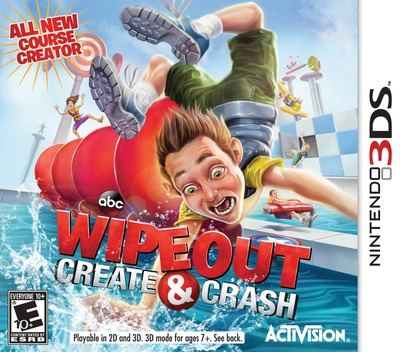 ALL NEW
COURSE
CREATOR
NINTENDO 3DS
abc
WIPEOUT
CREATE & CRASH
EVERYONE 10+
E 10+
CONTENT RATED BY
ESRB
Playable in 2D and 3D. 3D mode for ages 7+. See back.
ACTIVISION